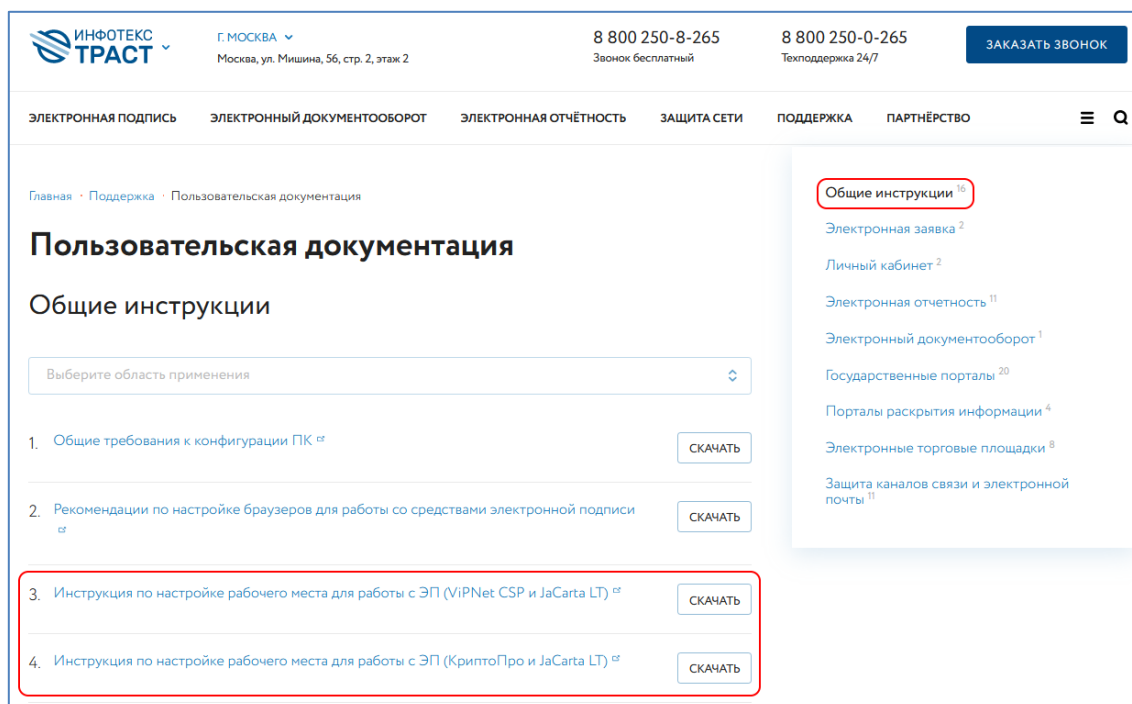 ИНФОТЕКС
ТРАСТ
Г. МОСКВА
Москва, ул. Мишина, 56, стр. 2, этаж 2
8 800 250-8-265
Звонок бесплатный
8 800 250-0-265
Техподдержка 24/7
ЗАКАЗАТЬ ЗВОНОК
ЭЛЕКТРОННАЯ ПОДПИСЬ
ЭЛЕКТРОННЫЙ ДОКУМЕНТООБОРОТ
ЭЛЕКТРОННАЯ ОТЧЁТНОСТЬ
ЗАЩИТА СЕТИ
ПОДДЕРЖКА
ПАРТНЁРСТВО
Главная · Поддержка · Пользовательская документация
Пользовательская документация
Общие инструкции
Выберите область применения
1. Общие требования к конфигурации ПК
СКАЧАТЬ
2. Рекомендации по настройке браузеров для работы со средствами электронной подписи
СКАЧАТЬ
3. Инструкция по настройке рабочего места для работы с ЭП (ViPNet CSP и JaCarta LT)
СКАЧАТЬ
4. Инструкция по настройке рабочего места для работы с ЭП (КриптоПро и JaCarta LT)
СКАЧАТЬ
Общие инструкции 16
Электронная заявка 2
Личный кабинет 2
Электронная отчетность 11
Электронный документооборот 1
Государственные порталы 20
Порталы раскрытия информации 4
Электронные торговые площадки 8
Защита каналов связи и электронной
почты 11